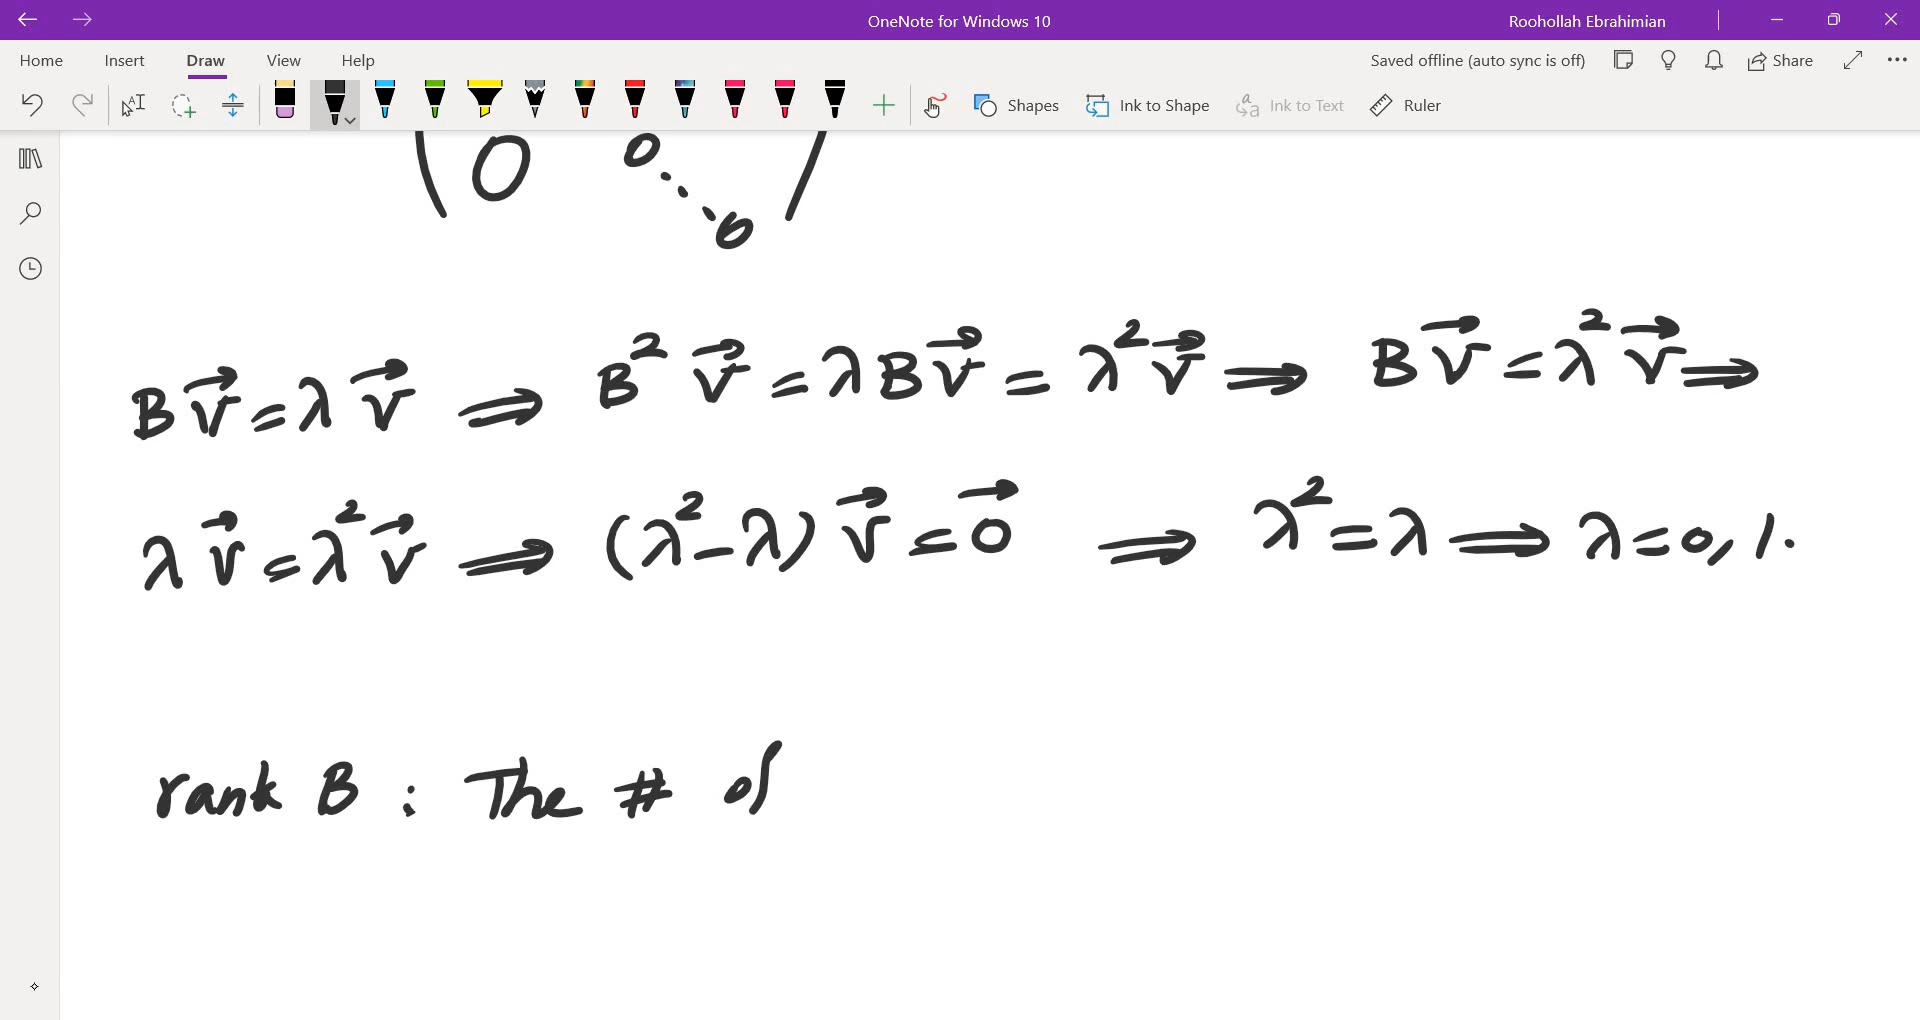 OneNote for Windows 10
Roohollah Ebrahimian
Home Insert Draw View Help
Saved offline (auto sync is off) Share
Shapes Ink to Shape Ink to Text Ruler
( 0 0 ⋱ 0 )
B v⃗ = λ v⃗ ⟹ B² v⃗ = λ B v⃗ = λ² v⃗ ⟹ B v⃗ = λ² v⃗ ⟹
λ v⃗ = λ² v⃗ ⟹ (λ² - λ) v⃗ = 0⃗ ⟹ λ² = λ ⟹ λ = 0, 1.
rank B : The # of